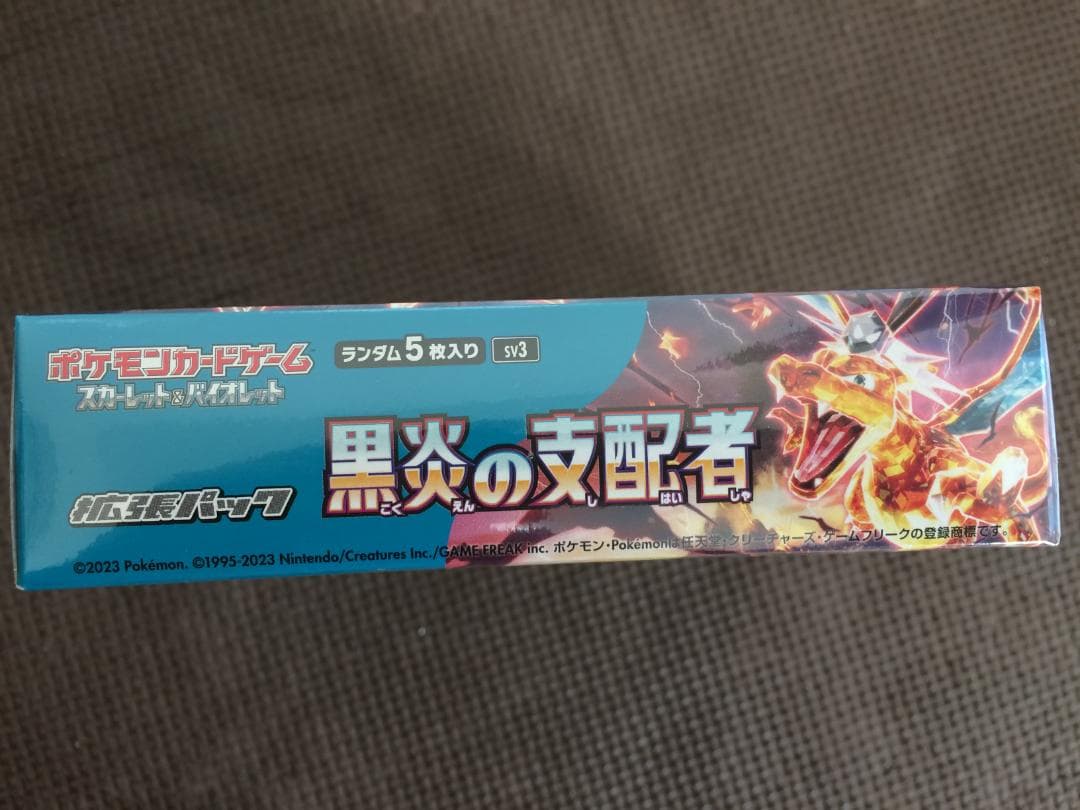 ポケモンカードゲーム
スカーレット&バイオレット
ランダム5枚入り SV3
拡張パック
黒炎の支配者
こくえん し はい しゃ
©2023 Pokémon. ©1995-2023 Nintendo/Creatures Inc./GAME FREAK inc. ポケモン・Pokémonは任天堂・クリーチャーズ・ゲームフリークの登録商標です。